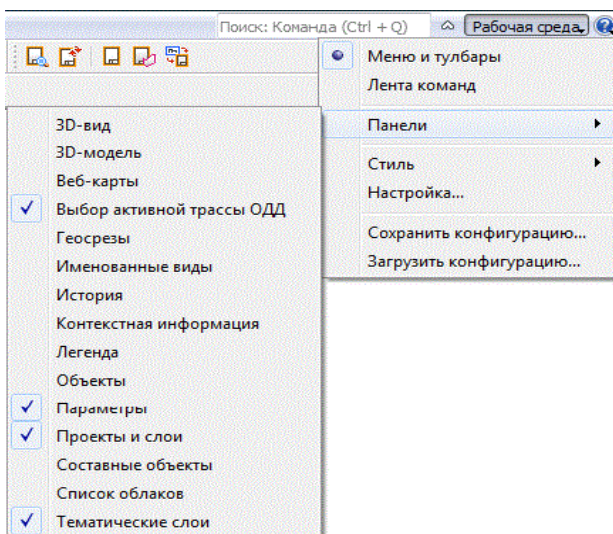 Поиск: Команда (Ctrl + Q)
Рабочая среда
Меню и тулбары
Лента команд
Панели
Стиль
Настройка...
Сохранить конфигурацию...
Загрузить конфигурацию...
3D-вид
3D-модель
Веб-карты
Выбор активной трассы ОДД
Геосрезы
Именованные виды
История
Контекстная информация
Легенда
Объекты
Параметры
Проекты и слои
Составные объекты
Список облаков
Тематические слои